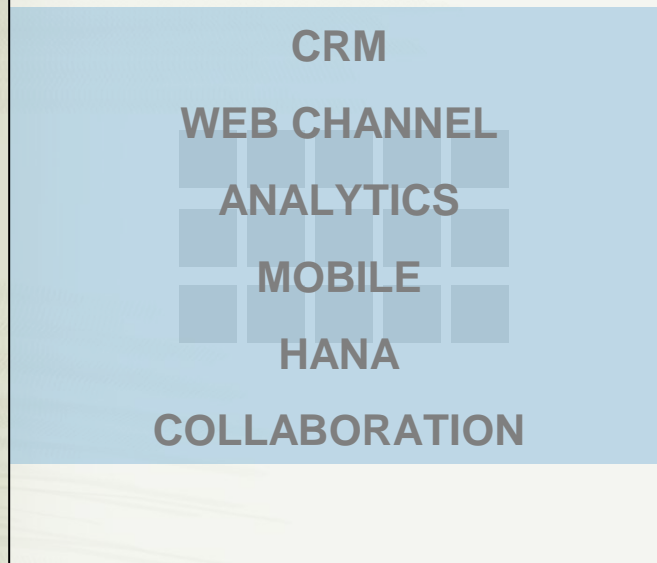 CRM
WEB CHANNEL
ANALYTICS
MOBILE
HANA
COLLABORATION